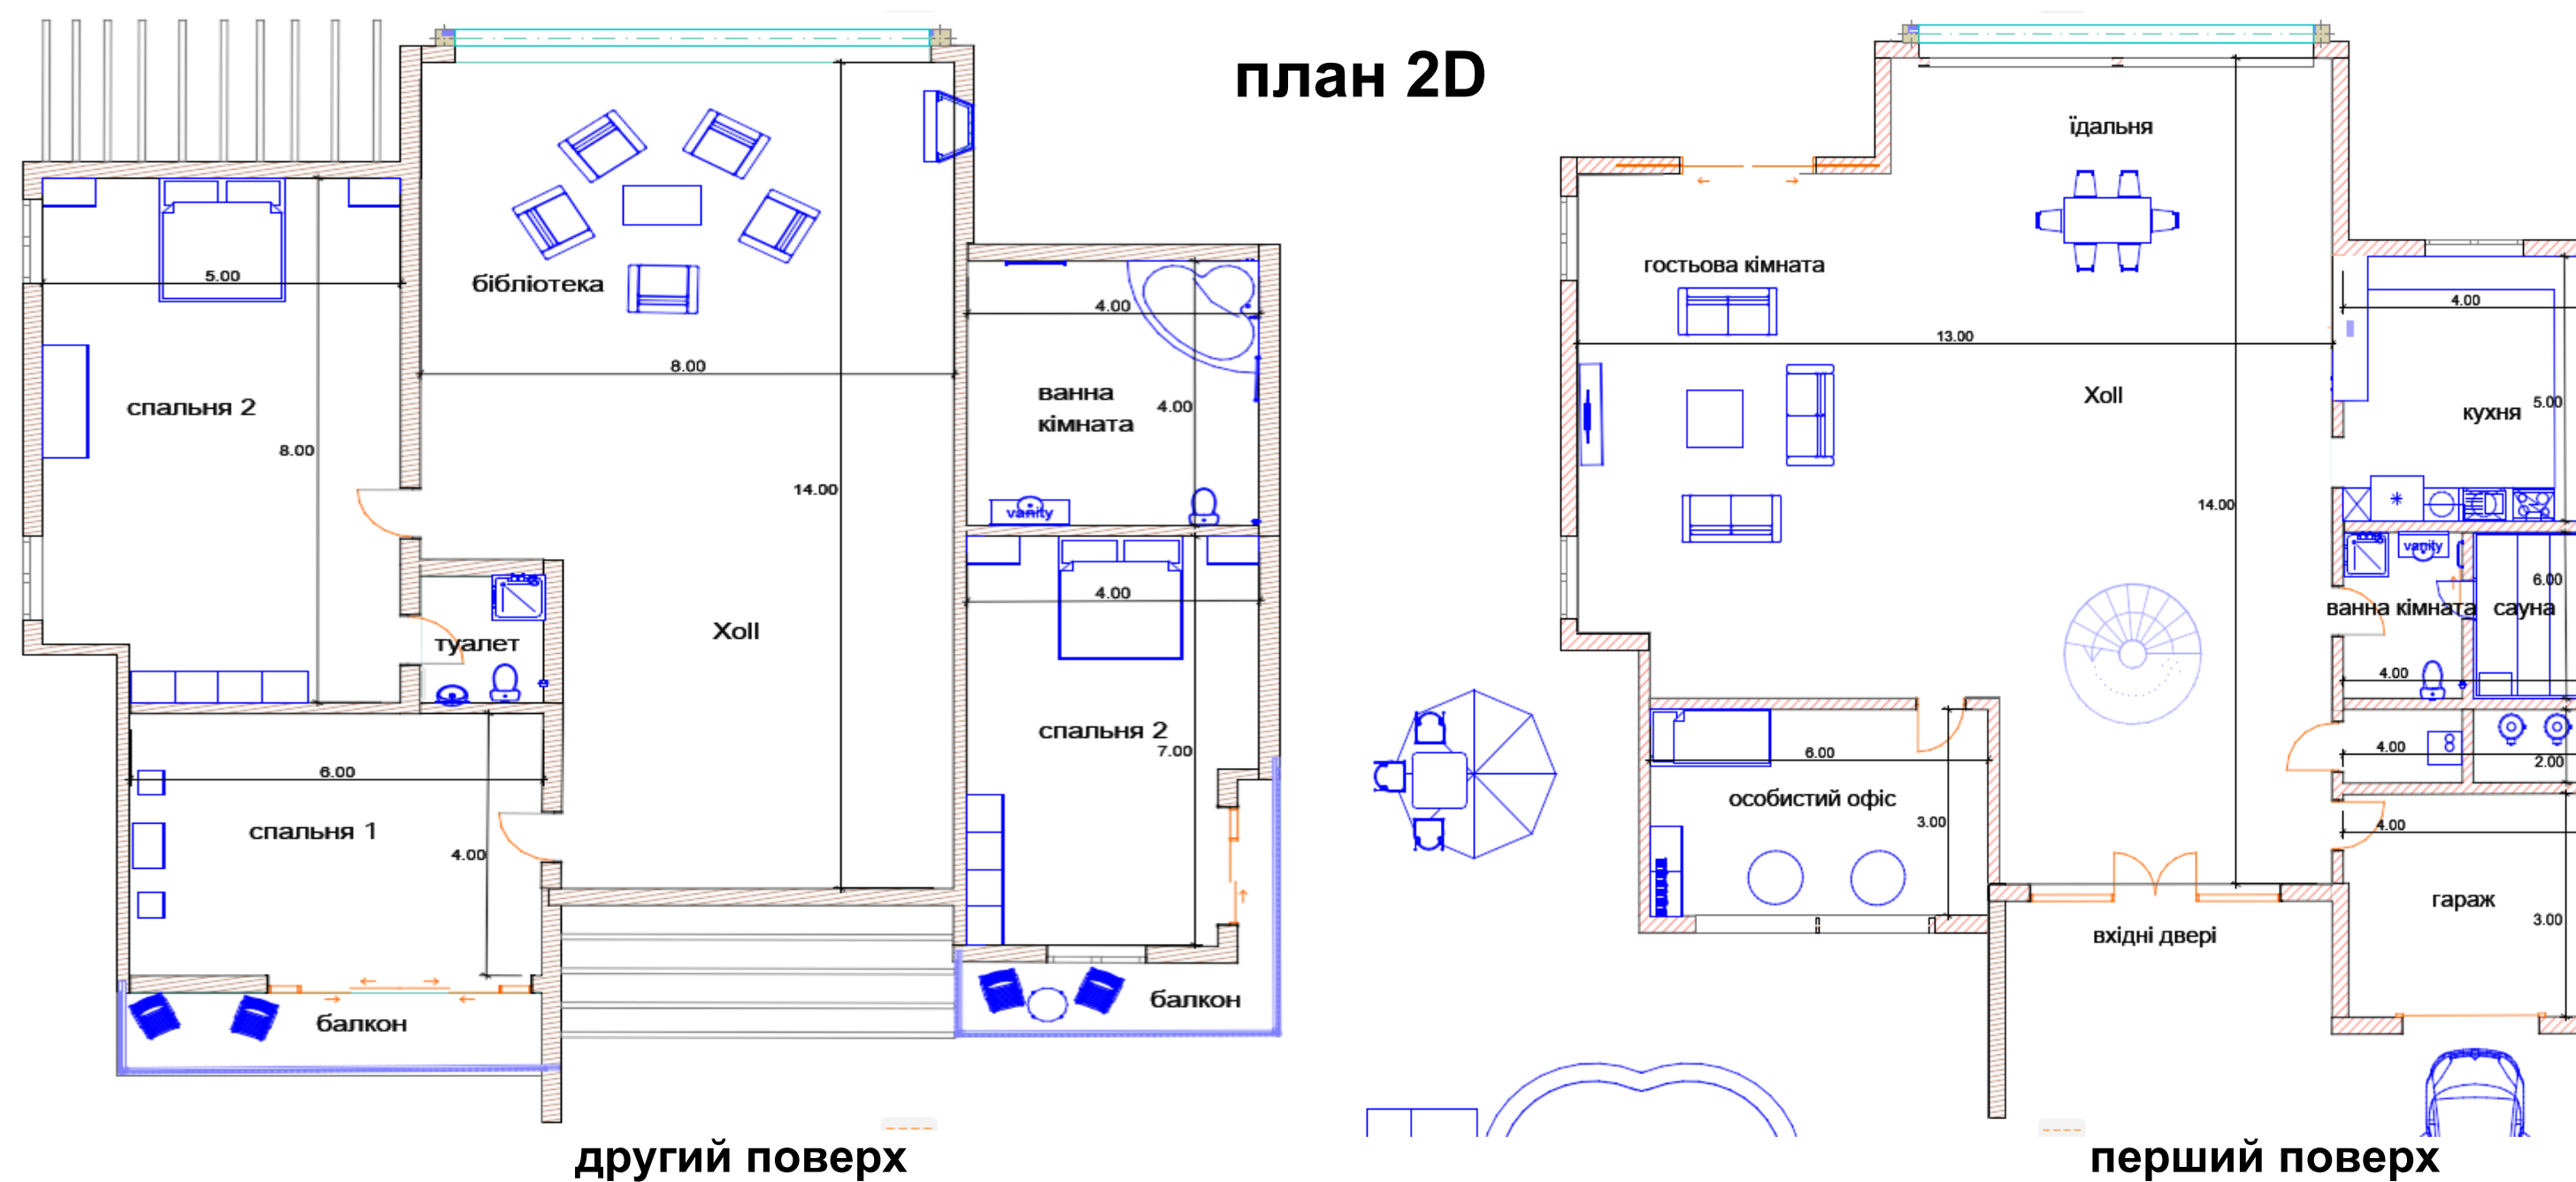 план 2D
5.00
бібліотека
8.00
спальня 2
8.00
14.00
4.00
ванна
кімната
4.00
vanity
4.00
туалет
Xoll
спальня 2
7.00
6.00
спальня 1
4.00
балкон
балкон
другий поверх
їдальня
гостьова кімната
4.00
13.00
Xoll
5.00
кухня
14.00
vanity
6.00
ванна кімната
сауна
4.00
4.00
2.00
6.00
особистий офіс
3.00
4.00
гараж
3.00
вхідні двері
перший поверх